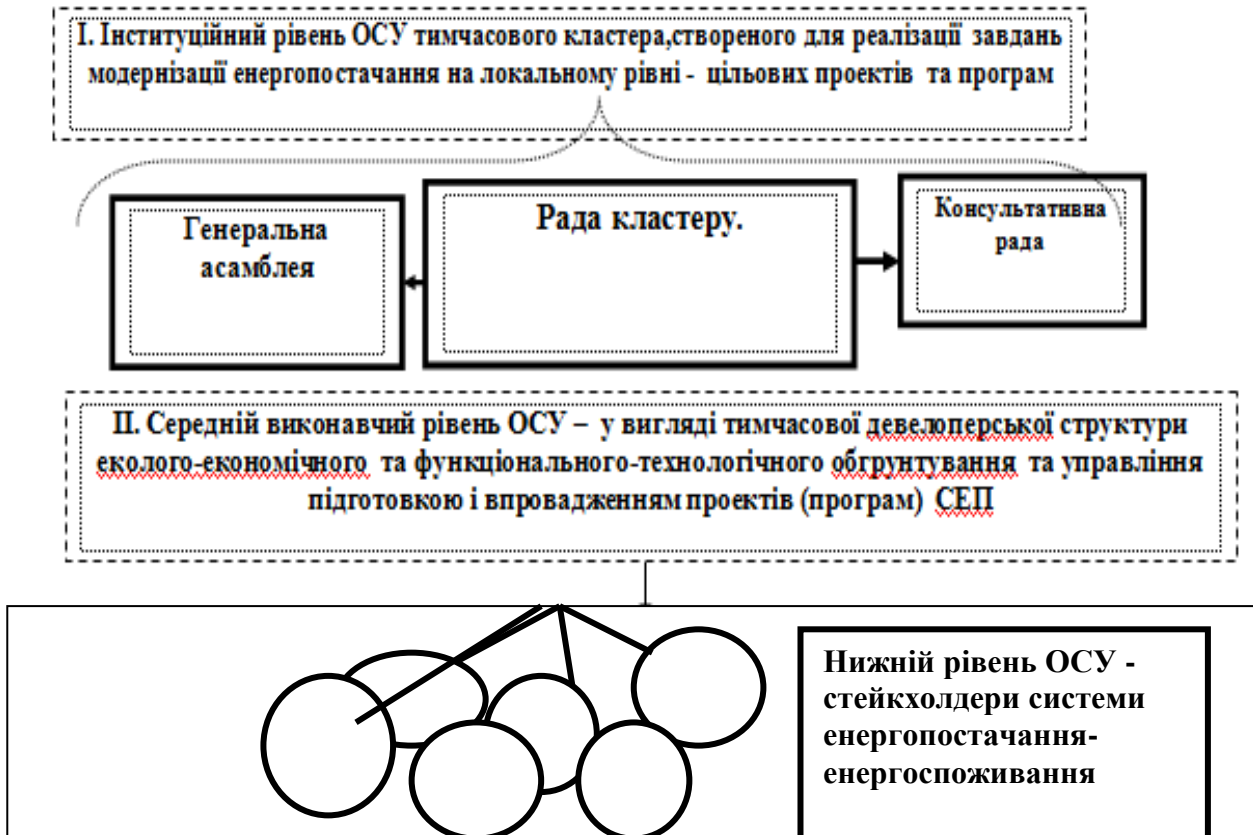 І. Інституційний рівень ОСУ тимчасового кластера,створеного для реалізації завдань
модернізації енергопостачання на локальному рівні - цільових проектів та програм
Генеральна
асамблея
Рада кластеру.
Консультативна
рада
ІІ. Середній виконавчий рівень ОСУ – у вигляді тимчасової девелоперської структури
еколого-економічного та функціонального-технологічного обгрунтування та управління
підготовкою і впровадженням проектів (програм) СЕП
Нижній рівень ОСУ -
стейкхолдери системи
енергопостачання-
енергоспоживання